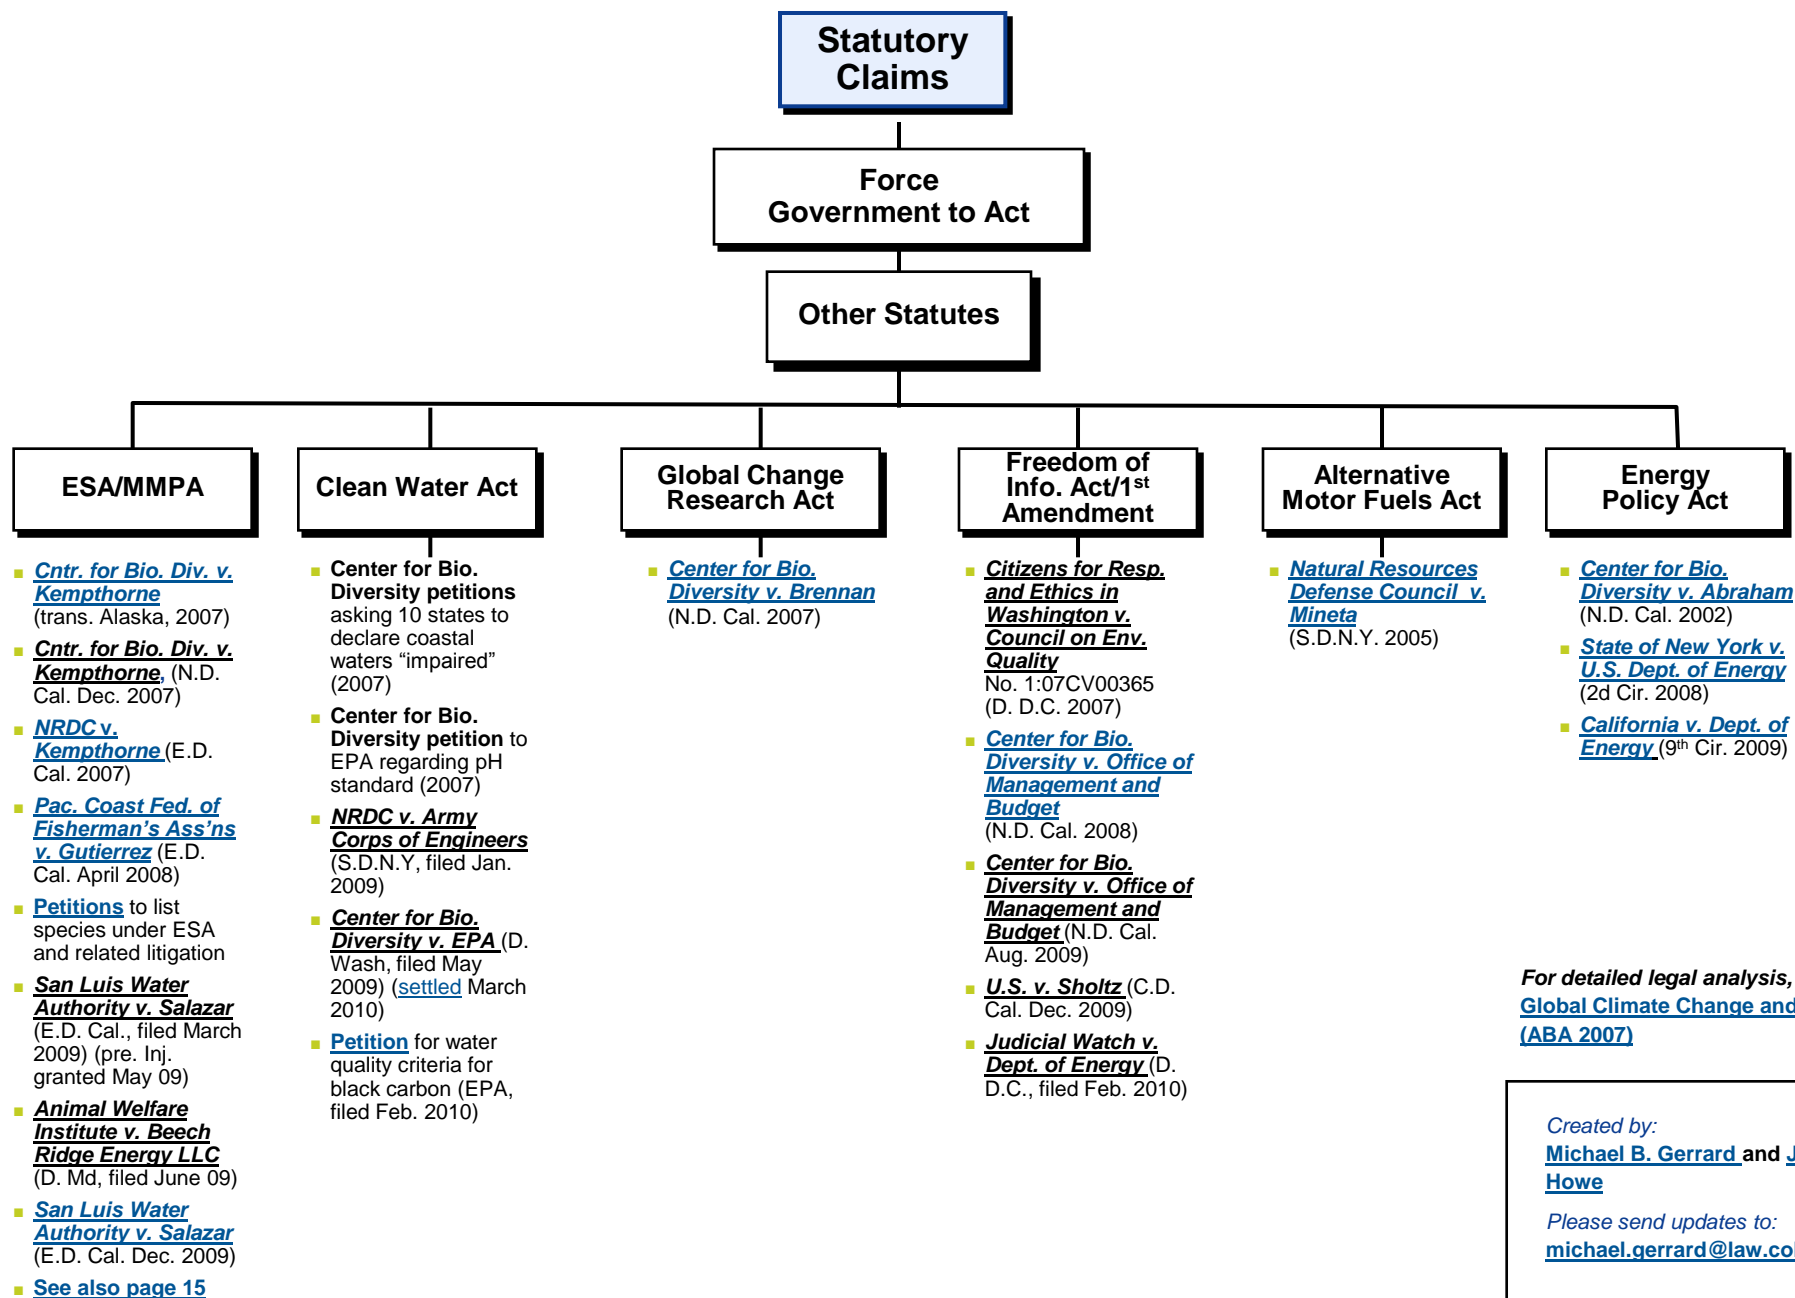 Statutory
Claims
Force
Government to Act
Other Statutes
ESA/MMPA
■ Cntr. for Bio. Div. v.
Kempthorne
(trans. Alaska, 2007)
■ Cntr. for Bio. Div. v.
Kempthorne, (N.D.
Cal. Dec. 2007)
■ NRDC v.
Kempthorne (E.D.
Cal. 2007)
■ Pac. Coast Fed. of
Fisherman’s Ass’ns
v. Gutierrez (E.D.
Cal. April 2008)
■ Petitions to list
species under ESA
and related litigation
■ San Luis Water
Authority v. Salazar
(E.D. Cal., filed March
2009) (pre. Inj.
granted May 09)
■ Animal Welfare
Institute v. Beech
Ridge Energy LLC
(D. Md, filed June 09)
■ San Luis Water
Authority v. Salazar
(E.D. Cal. Dec. 2009)
■ See also page 15
Clean Water Act
■ Center for Bio.
Diversity petitions
asking 10 states to
declare coastal
waters “impaired”
(2007)
■ Center for Bio.
Diversity petition to
EPA regarding pH
standard (2007)
■ NRDC v. Army
Corps of Engineers
(S.D.N.Y, filed Jan.
2009)
■ Center for Bio.
Diversity v. EPA (D.
Wash, filed May
2009) (settled March
2010)
■ Petition for water
quality criteria for
black carbon (EPA,
filed Feb. 2010)
Global Change
Research Act
■ Center for Bio.
Diversity v. Brennan
(N.D. Cal. 2007)
Freedom of
Info. Act/1st
Amendment
■ Citizens for Resp.
and Ethics in
Washington v.
Council on Env.
Quality
No. 1:07CV00365
(D. D.C. 2007)
■ Center for Bio.
Diversity v. Office of
Management and
Budget
(N.D. Cal. 2008)
■ Center for Bio.
Diversity v. Office of
Management and
Budget (N.D. Cal.
Aug. 2009)
■ U.S. v. Sholtz (C.D.
Cal. Dec. 2009)
■ Judicial Watch v.
Dept. of Energy (D.
D.C., filed Feb. 2010)
Alternative
Motor Fuels Act
■ Natural Resources
Defense Council v.
Mineta
(S.D.N.Y. 2005)
Energy
Policy Act
■ Center for Bio.
Diversity v. Abraham
(N.D. Cal. 2002)
■ State of New York v.
U.S. Dept. of Energy
(2d Cir. 2008)
■ California v. Dept. of
Energy (9th Cir. 2009)
For detailed legal analysis,
Global Climate Change and
(ABA 2007)
Created by:
Michael B. Gerrard and J
Howe
Please send updates to:
michael.gerrard@law.col